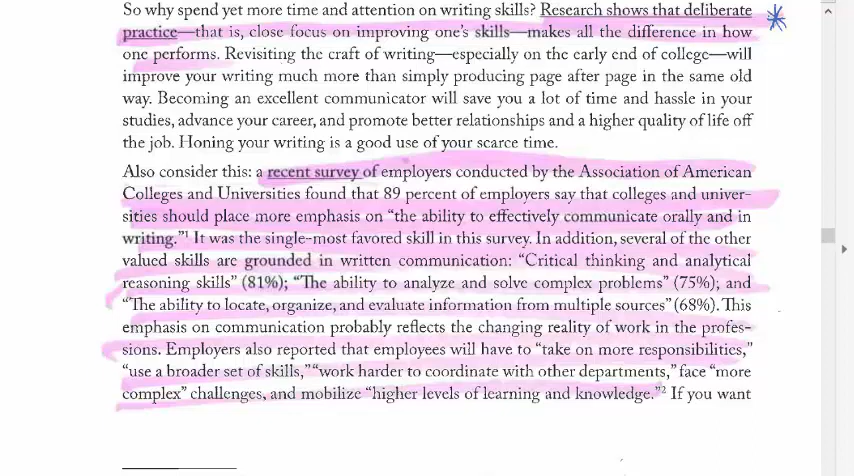 So why spend yet more time and attention on writing skills? Research shows that deliberate
practice—that is, close focus on improving one’s skills—makes all the difference in how
one performs. Revisiting the craft of writing—especially on the early end of college—will
improve your writing much more than simply producing page after page in the same old
way. Becoming an excellent communicator will save you a lot of time and hassle in your
studies, advance your career, and promote better relationships and a higher quality of life off
the job. Honing your writing is a good use of your scarce time.
Also consider this: a recent survey of employers conducted by the Association of American
Colleges and Universities found that 89 percent of employers say that colleges and univer-
sities should place more emphasis on “the ability to effectively communicate orally and in
writing.”¹ It was the single-most favored skill in this survey. In addition, several of the other
valued skills are grounded in written communication: “Critical thinking and analytical
reasoning skills” (81%); “The ability to analyze and solve complex problems” (75%); and
“The ability to locate, organize, and evaluate information from multiple sources” (68%). This
emphasis on communication probably reflects the changing reality of work in the profes-
sions. Employers also reported that employees will have to “take on more responsibilities,”
“use a broader set of skills,” “work harder to coordinate with other departments,” face “more
complex” challenges, and mobilize “higher levels of learning and knowledge.”² If you want